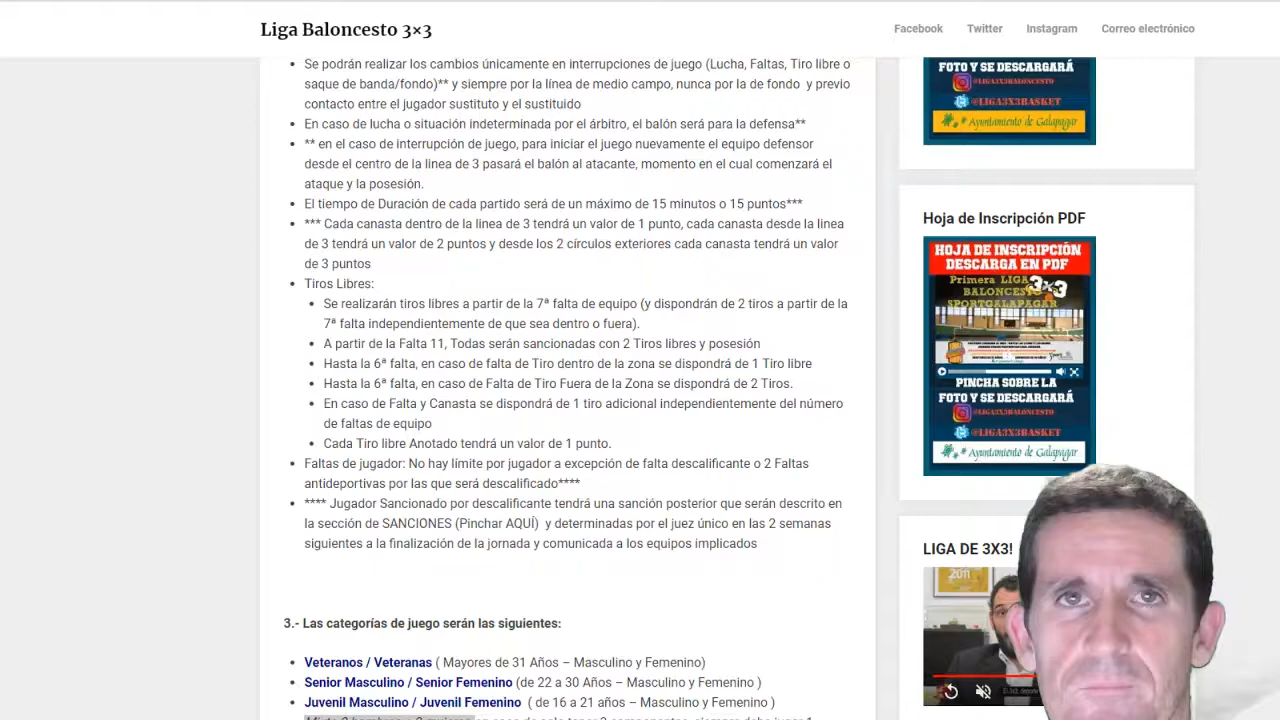 Liga Baloncesto 3×3
Facebook
Twitter
Instagram
Correo electrónico
Se podrán realizar los cambios únicamente en interrupciones de juego (Lucha, Faltas, Tiro libre o
saque de banda/fondo)** y siempre por la línea de medio campo, nunca por la de fondo y previo
contacto entre el jugador sustituto y el sustituido
En caso de lucha o situación indeterminada por el árbitro, el balón será para la defensa**
** en el caso de interrupción de juego, para iniciar el juego nuevamente el equipo defensor
desde el centro de la linea de 3 pasará el balón al atacante, momento en el cual comenzará el
ataque y la posesión.
El tiempo de Duración de cada partido será de un máximo de 15 minutos o 15 puntos***
*** Cada canasta dentro de la linea de 3 tendrá un valor de 1 punto, cada canasta desde la linea
de 3 tendrá un valor de 2 puntos y desde los 2 círculos exteriores cada canasta tendrá un valor
de 3 puntos
Tiros Libres:
Se realizarán tiros libres a partir de la 7ª falta de equipo (y dispondrán de 2 tiros a partir de la
7ª falta independientemente de que sea dentro o fuera).
A partir de la Falta 11, Todas serán sancionadas con 2 Tiros libres y posesión
Hasta la 6ª falta, en caso de falta de Tiro Dentro de la zona se dispondrá de 1 Tiro libre
Hasta la 6ª falta, en caso de Falta de Tiro Fuera de la Zona se dispondrá de 2 Tiros.
En caso de Falta y Canasta se dispondrá de 1 tiro adicional independientemente del número
de faltas de equipo
Cada Tiro libre Anotado tendrá un valor de 1 punto.
Faltas de jugador: No hay límite por jugador a excepción de falta descalificante o 2 Faltas
antideportivas por las que será descalificado****
**** Jugador Sancionado por descalificante tendrá una sanción posterior que serán descrito en
la sección de SANCIONES (Pinchar AQUÍ) y determinadas por el juez único en las 2 semanas
siguientes a la finalización de la jornada y comunicada a los equipos implicados
3.- Las categorías de juego serán las siguientes:
Veteranos / Veteranas ( Mayores de 31 Años – Masculino y Femenino)
Senior Masculino / Senior Femenino (de 22 a 30 Años – Masculino y Femenino )
Juvenil Masculino / Juvenil Femenino ( de 16 a 21 años – Masculino y Femenino )
FOTO Y SE DESCARGARÁ
@LIGA3X3BALONCESTO
@LIGA3X3BASKET
Ayuntamiento de Galapagar
Hoja de Inscripción PDF
HOJA DE INSCRIPCIÓN
DESCARGA EN PDF
Primera LIGA
3×3
BALONCESTO
SPORTGALAPAGAR
PINCHA SOBRE LA
FOTO Y SE DESCARGARÁ
@LIGA3X3BALONCESTO
@LIGA3X3BASKET
Ayuntamiento de Galapagar
LIGA DE 3X3!
2011